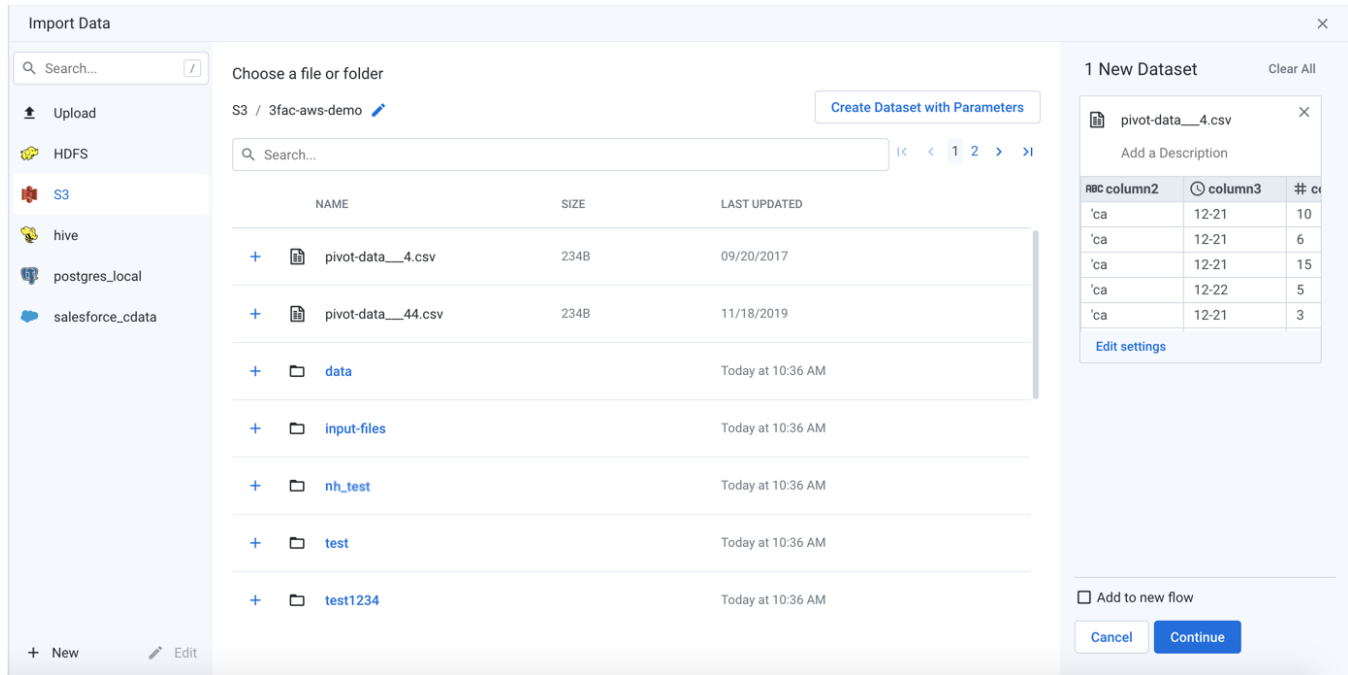 Import Data
Search... /
Upload
HDFS
S3
hive
postgres_local
salesforce_cdata
+ New Edit
Choose a file or folder
S3 / 3fac-aws-demo
Create Dataset with Parameters
Search...
1 2
NAME SIZE LAST UPDATED
pivot-data___4.csv 234B 09/20/2017
pivot-data___44.csv 234B 11/18/2019
data Today at 10:36 AM
input-files Today at 10:36 AM
nh_test Today at 10:36 AM
test Today at 10:36 AM
test1234 Today at 10:36 AM
1 New Dataset Clear All
pivot-data___4.csv
Add a Description
ABC column2 column3 #
'ca 12-21 10
'ca 12-21 6
'ca 12-21 15
'ca 12-22 5
'ca 12-21 3
Edit settings
Add to new flow
Cancel Continue